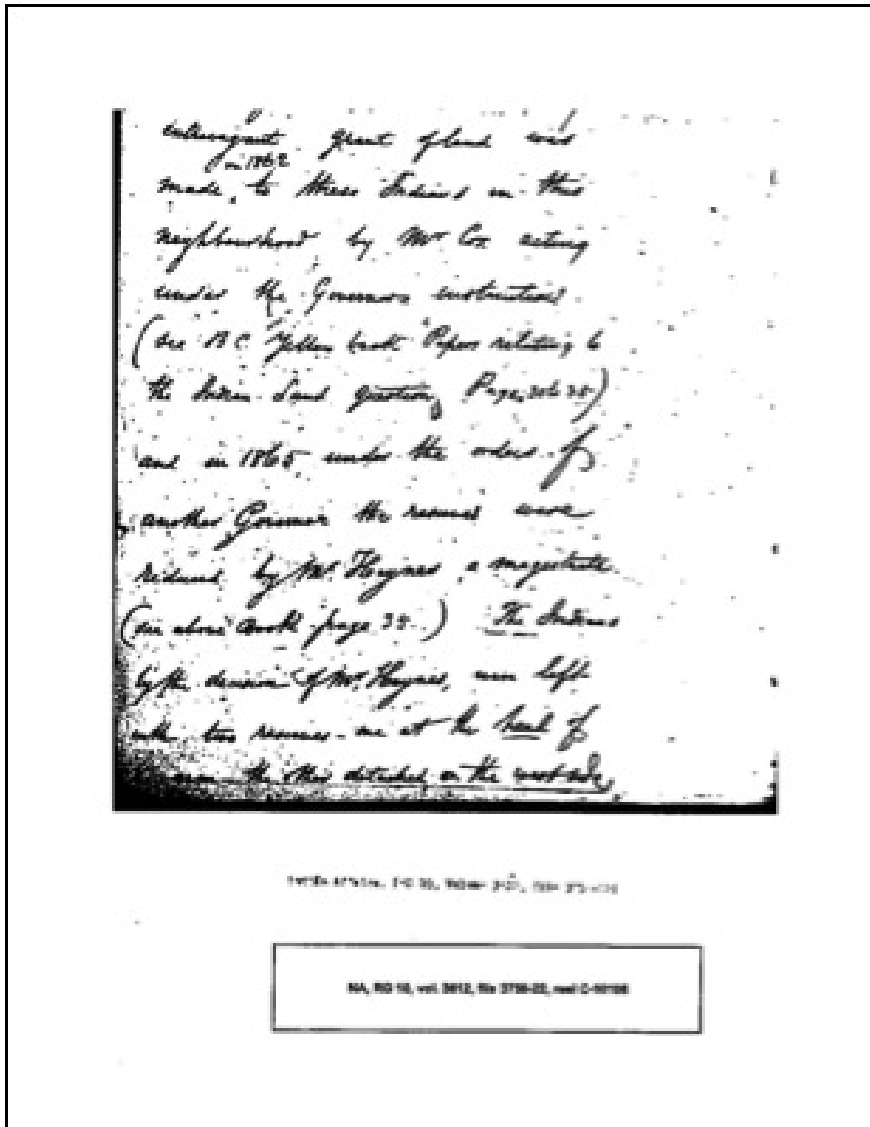 extravagant grant of land was
in 1862
made, to these Indians in this
neighbourhood by Mr Cox acting
under the Governors instructions
(see B.C. Yellow book Papers relating to
the Indian Land question, Page
and in 1865 under the orders of
another Governor the reserves were
reduced by Mr. Haynes, a magistrate
(see above book page 35.) The Indians
by the decision of Mr. Haynes, were left
with two reserves - one at the head of
the other detached, on the west side,
RG 10,
NA, RG 10, vol. 3612, file 3756-22, reel C-10106